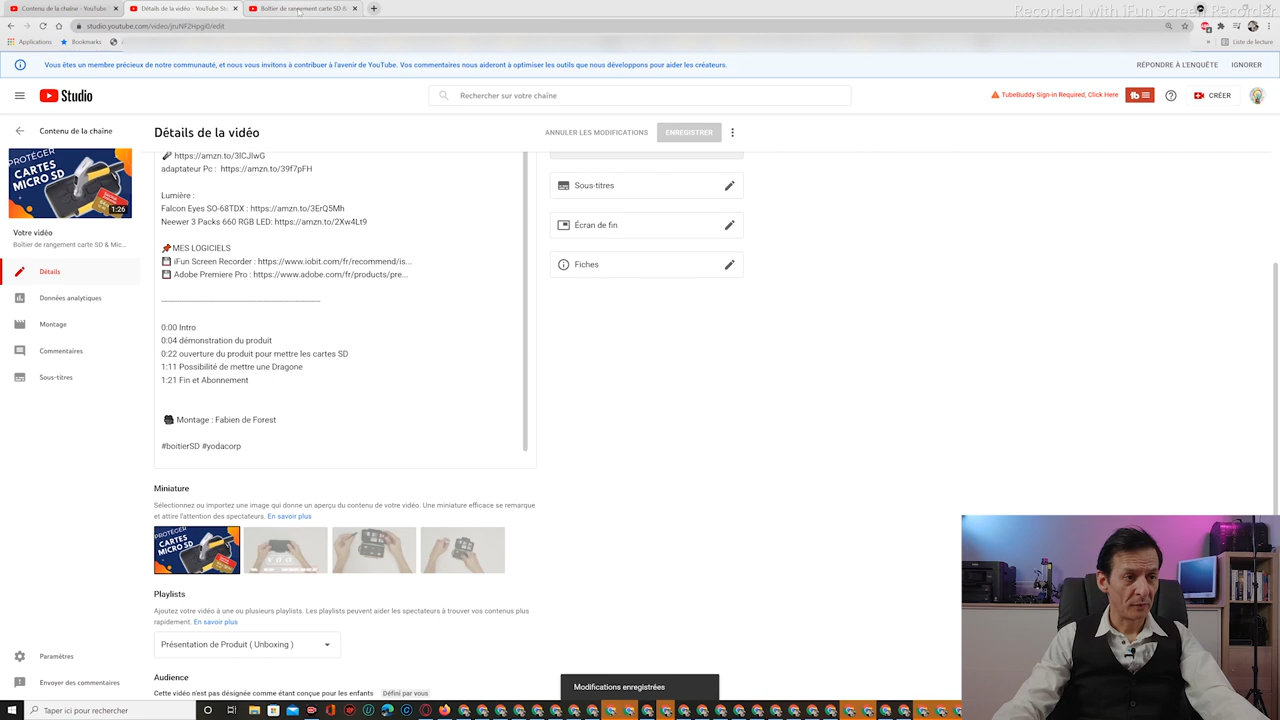 Contenu de la chaîne - YouTube
Détails de la vidéo - YouTube St
Boîtier de rangement carte SD &
Recorded with iFun Screen Recorder
studio.youtube.com/video/jruNF2Hpgi0/edit
Applications
Bookmarks
Liste de lecture
Vous êtes un membre précieux de notre communauté, et nous vous invitons à contribuer à l'avenir de YouTube. Vos commentaires nous aideront à optimiser les outils que nous développons pour aider les créateurs.
RÉPONDRE À L'ENQUÊTE
IGNORER
Studio
Rechercher sur votre chaîne
TubeBuddy Sign-in Required, Click Here
tb
CRÉER
Contenu de la chaîne
Détails de la vidéo
ANNULER LES MODIFICATIONS
ENREGISTRER
PROTÉGER
CARTES
MICRO SD
1:26
Votre vidéo
Boîtier de rangement carte SD & Mic...
Détails
Données analytiques
Montage
Commentaires
Sous-titres
Paramètres
Envoyer des commentaires
https://amzn.to/3lCJIwG
adaptateur Pc : https://amzn.to/39f7pFH
Lumière :
Falcon Eyes SO-68TDX : https://amzn.to/3ErQ5Mh
Neewer 3 Packs 660 RGB LED: https://amzn.to/2Xw4Lt9
MES LOGICIELS
iFun Screen Recorder : https://www.iobit.com/fr/recommend/is...
Adobe Premiere Pro : https://www.adobe.com/fr/products/pre...
0:00 Intro
0:04 démonstration du produit
0:22 ouverture du produit pour mettre les cartes SD
1:11 Possibilité de mettre une Dragone
1:21 Fin et Abonnement
Montage : Fabien de Forest
#boitierSD #yodacorp
Sous-titres
Écran de fin
Fiches
Miniature
Sélectionnez ou importez une image qui donne un aperçu du contenu de votre vidéo. Une miniature efficace se remarque
et attire l'attention des spectateurs. En savoir plus
PROTÉGER
CARTES
MICRO SD
Playlists
Ajoutez votre vidéo à une ou plusieurs playlists. Les playlists peuvent aider les spectateurs à trouver vos contenus plus
rapidement. En savoir plus
Présentation de Produit ( Unboxing )
Audience
Cette vidéo n'est pas désignée comme étant conçue pour les enfants
Défini par vous
Modifications enregistrées
Taper ici pour rechercher